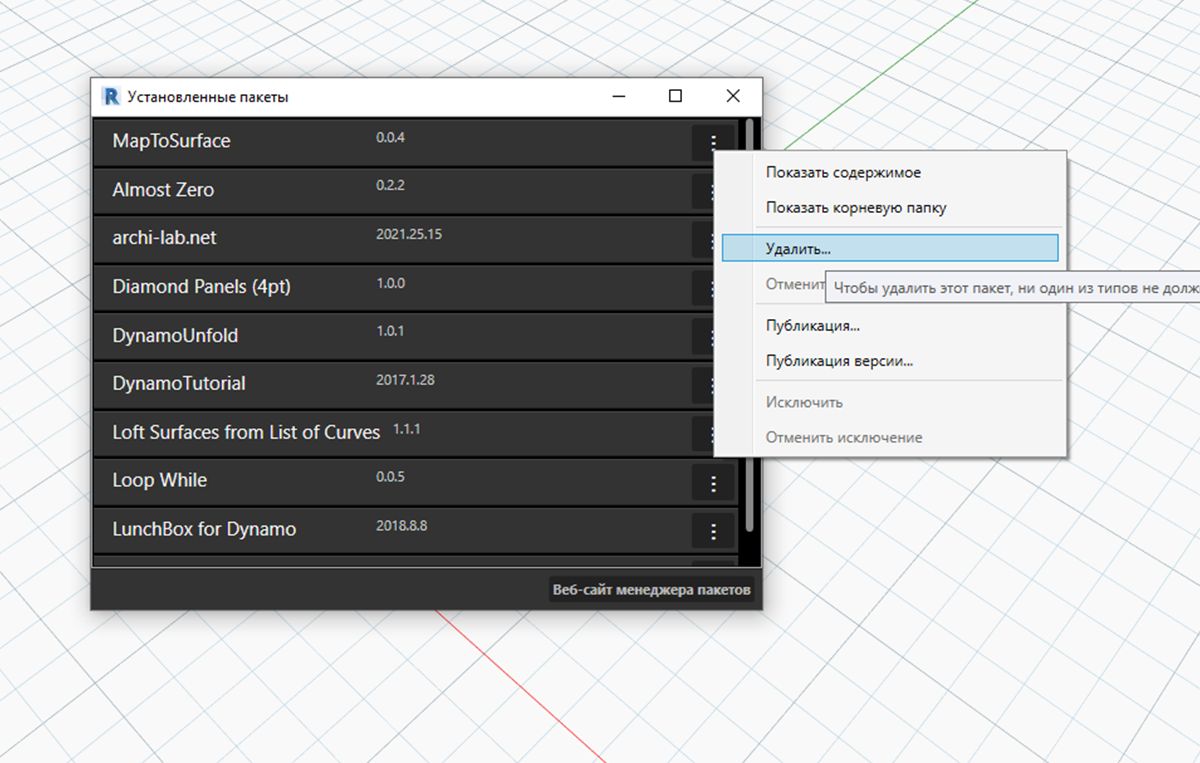 Установленные пакеты
MapToSurface 0.0.4
Almost Zero 0.2.2
archi-lab.net 2021.25.15
Diamond Panels (4pt) 1.0.0
DynamoUnfold 1.0.1
DynamoTutorial 2017.1.28
Loft Surfaces from List of Curves 1.1.1
Loop While 0.0.5
LunchBox for Dynamo 2018.8.8
Веб-сайт менеджера пакетов
Показать содержимое
Показать корневую папку
Удалить...
Отменит
Чтобы удалить этот пакет, ни один из типов не долж
Публикация...
Публикация версии...
Исключить
Отменить исключение